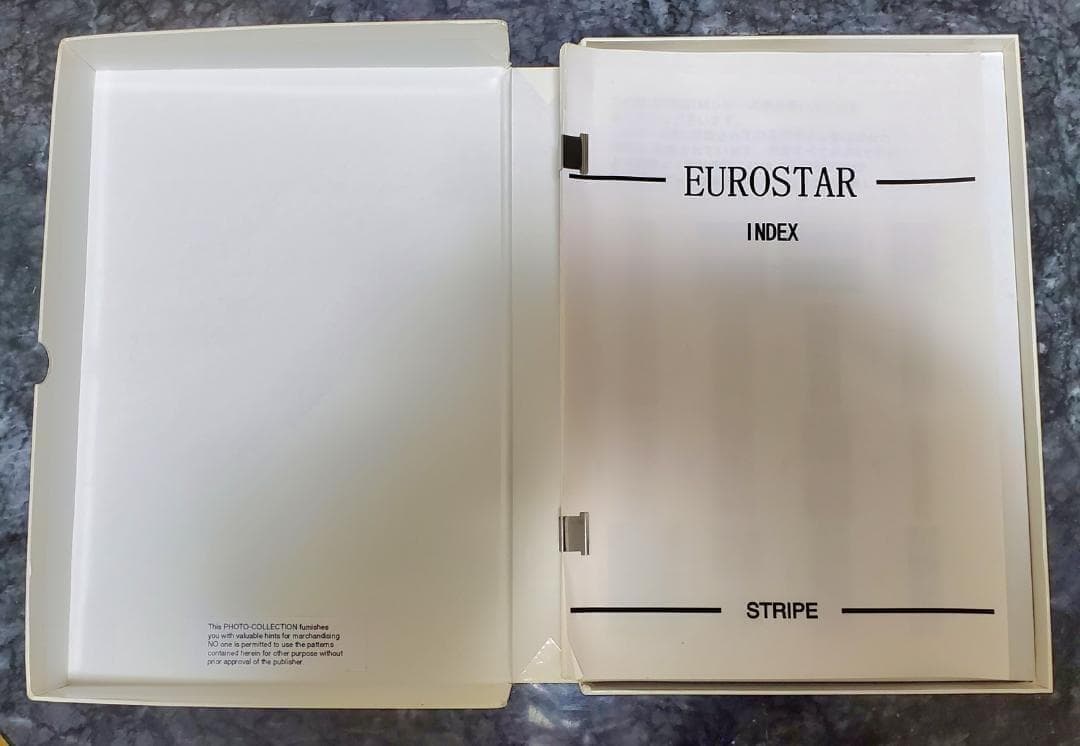 This PHOTO-COLLECTION furnishes
you with valuable hints for marchandising
NO one is permitted to use the patterns
contained herein for other purpose without
prior approval of the publisher.
EUROSTAR
INDEX
STRIPE